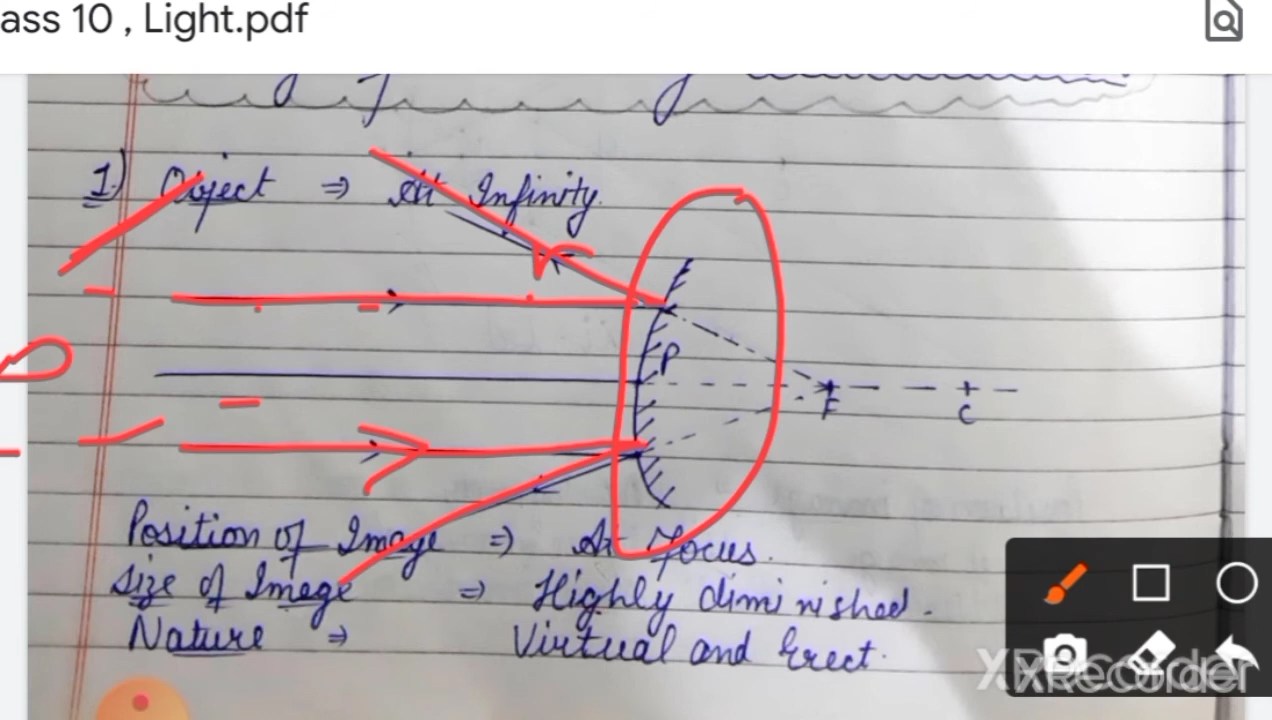 ass 10 , Light.pdf
1) Object ⇒ At Infinity.
P
F
C
Position of Image ⇒ At Focus.
Size of Image ⇒ Highly diminished.
Nature ⇒ Virtual and Erect.
XRecorder